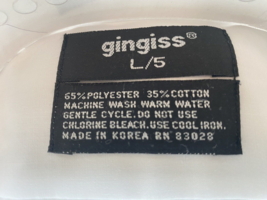 gingiss®
L/5
65% POLYESTER 35% COTTON
MACHINE WASH WARM WATER
GENTLE CYCLE. DO NOT USE
CHLORINE BLEACH. USE COOL IRON.
MADE IN KOREA RN 83028